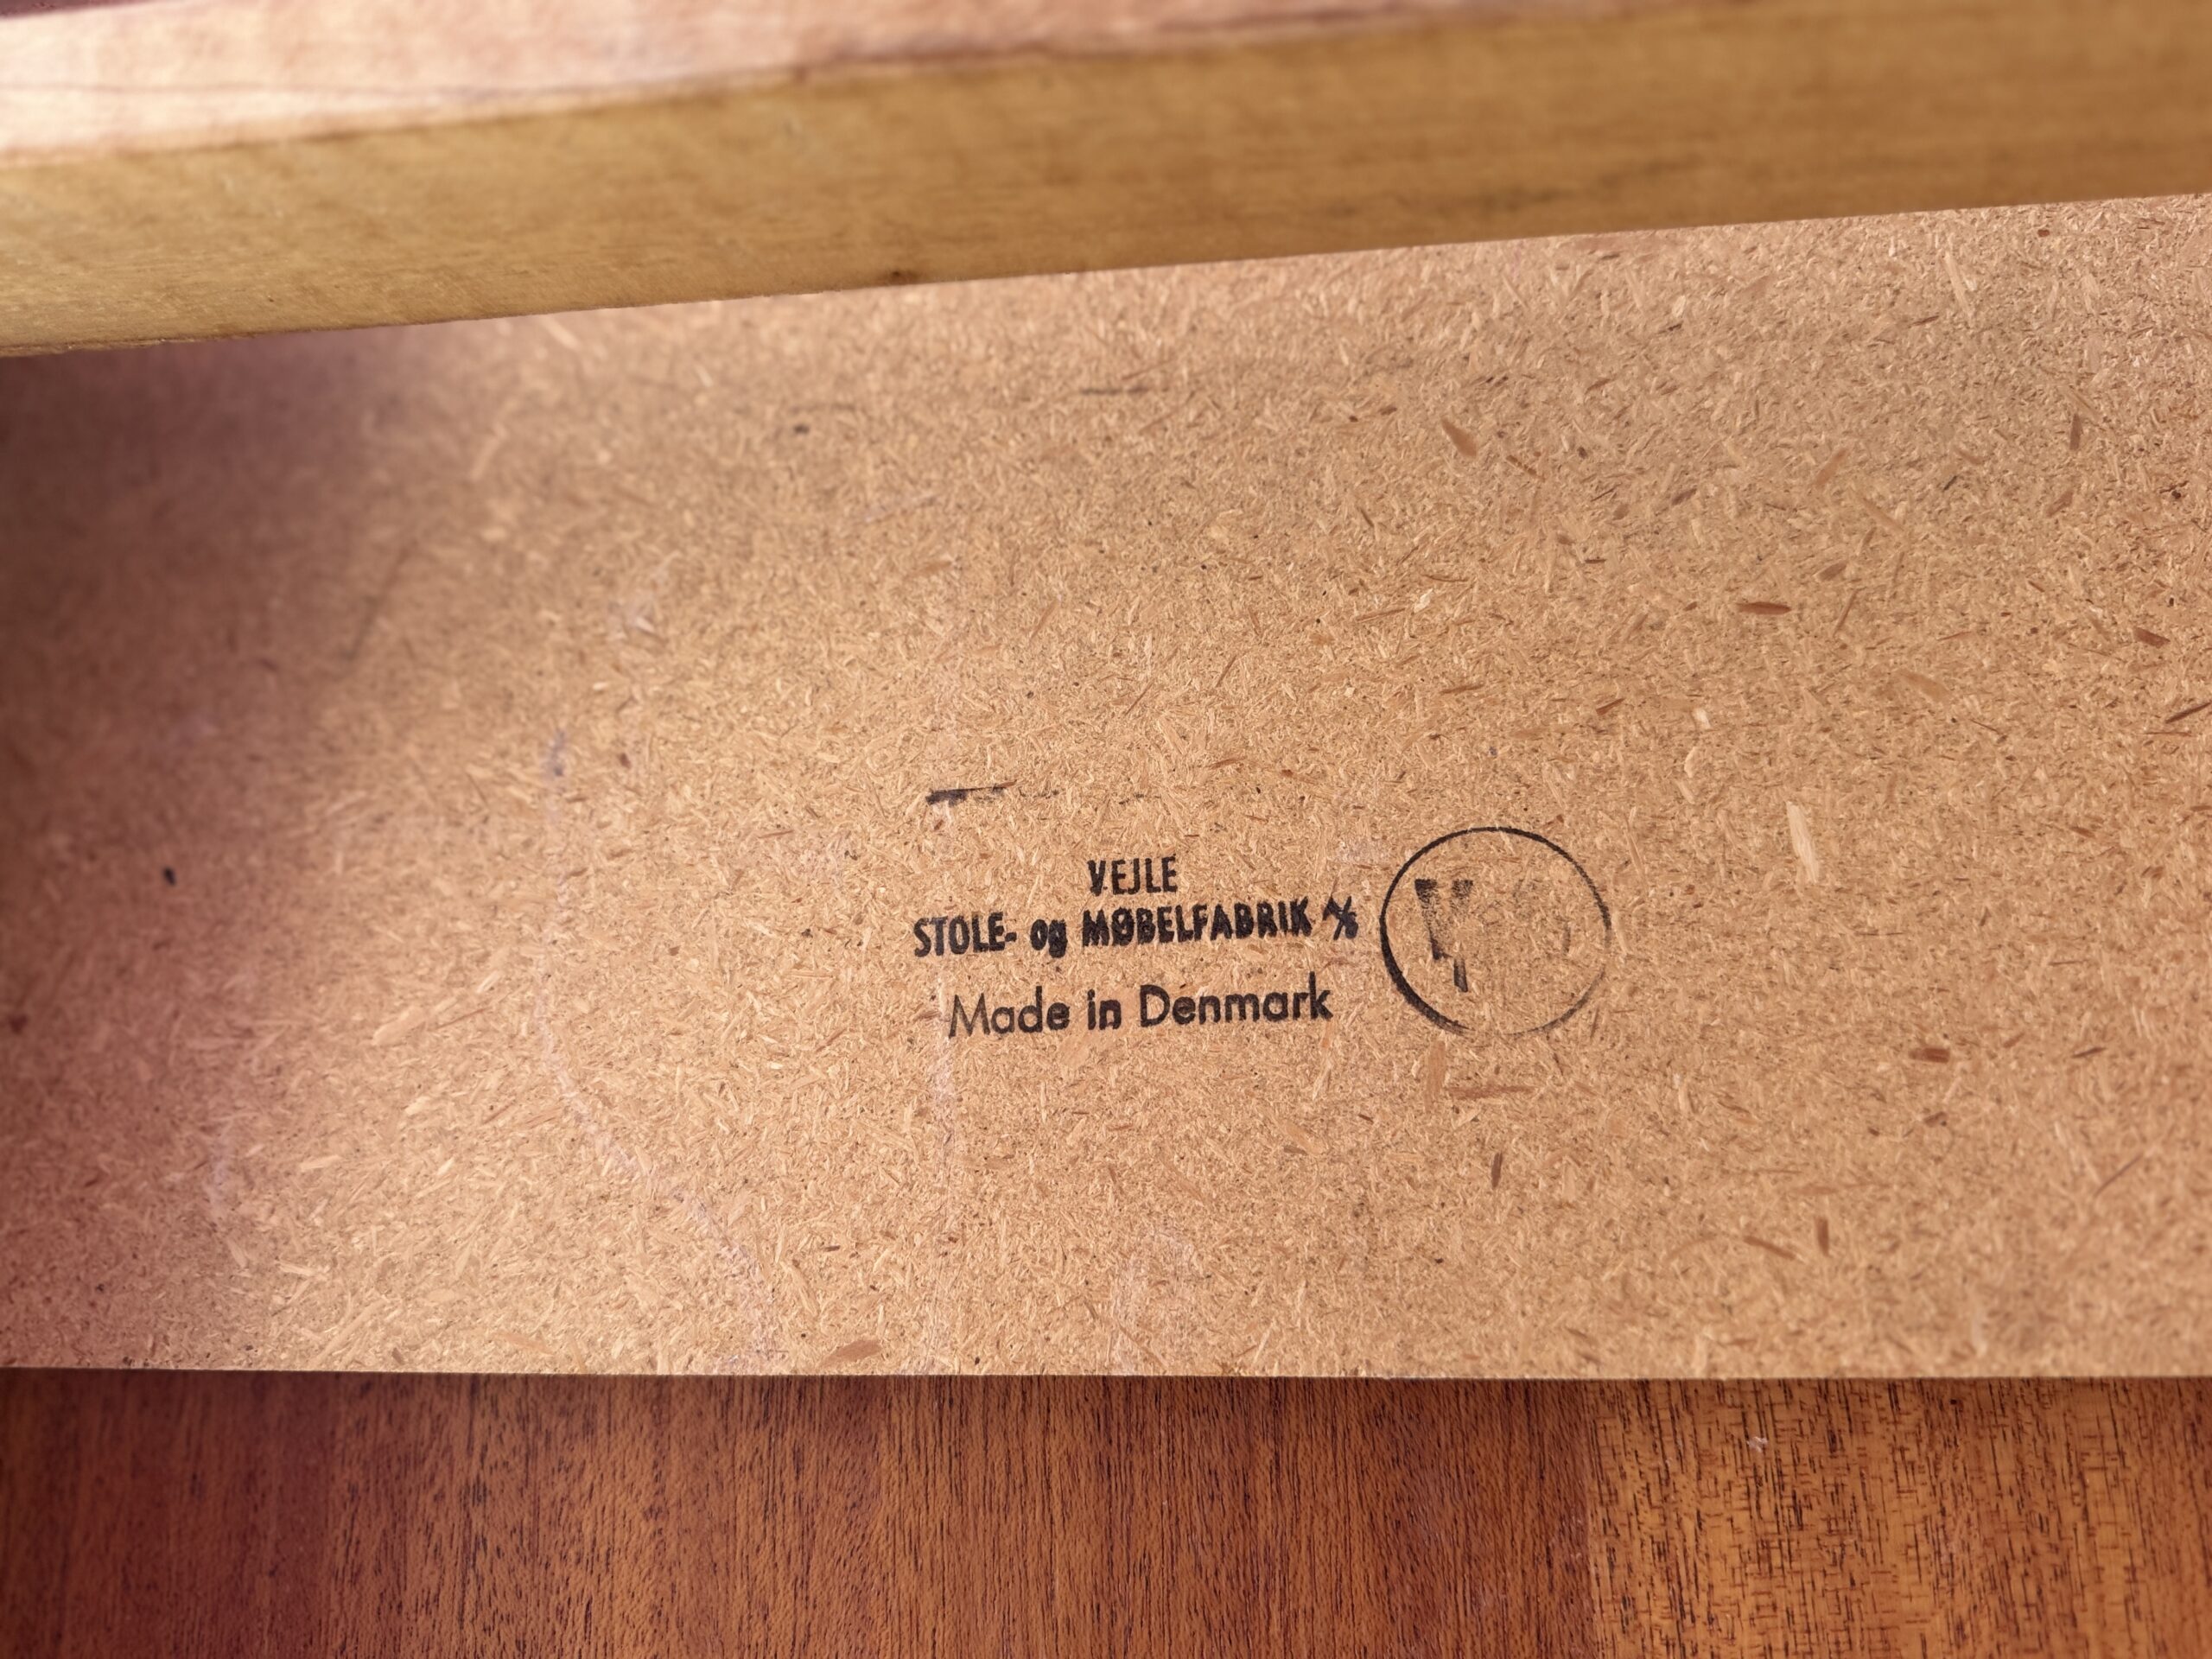 VEJLE
STOLE- og MØBELFABRIK A/S
Made in Denmark